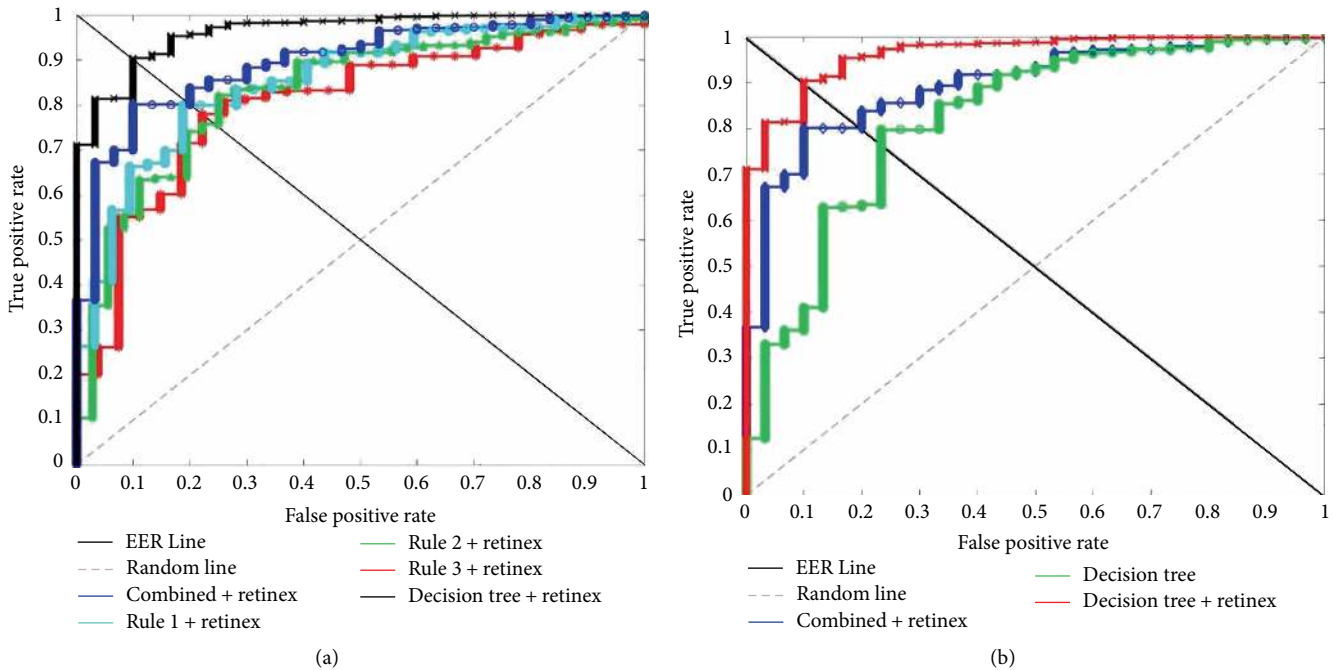 1
0.9
0.8
0.7
0.6
0.5
0.4
0.3
0.2
0.1
0
True positive rate
0 0.1 0.2 0.3 0.4 0.5 0.6 0.7 0.8 0.9 1
False positive rate
EER Line
Random line
Combined + retinex
Rule 1 + retinex
Rule 2 + retinex
Rule 3 + retinex
Decision tree + retinex
(a)
1
0.9
0.8
0.7
0.6
0.5
0.4
0.3
0.2
0.1
0
True positive rate
0 0.1 0.2 0.3 0.4 0.5 0.6 0.7 0.8 0.9 1
False positive rate
EER Line
Random line
Combined + retinex
Decision tree
Decision tree + retinex
(b)